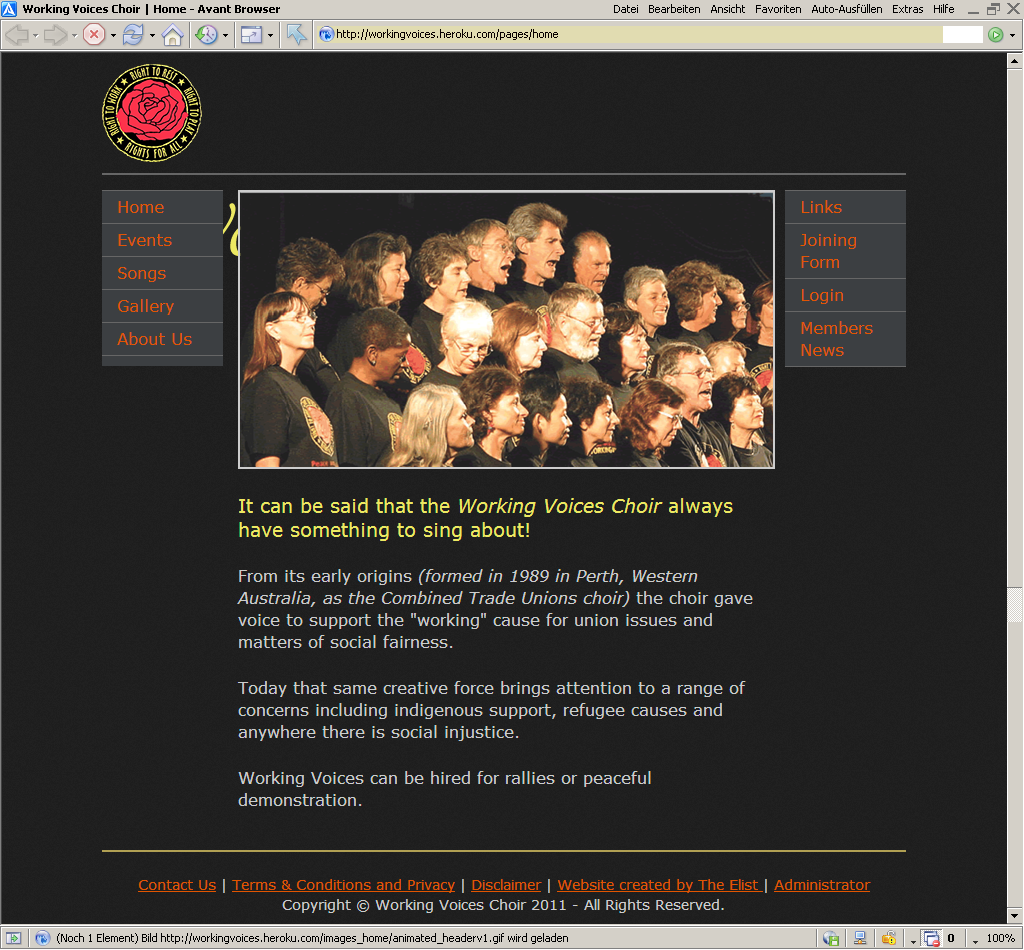 Working Voices Choir | Home - Avant Browser
Datei Bearbeiten Ansicht Favoriten Auto-Ausfüllen Extras Hilfe
http://workingvoices.heroku.com/pages/home
RIGHT TO WORK ★ RIGHT TO REST ★ RIGHT TO PLAY ★ RIGHTS FOR ALL ★
Home
Events
Songs
Gallery
About Us
Links
Joining
Form
Login
Members
News
It can be said that the Working Voices Choir always
have something to sing about!
From its early origins (formed in 1989 in Perth, Western
Australia, as the Combined Trade Unions choir) the choir gave
voice to support the "working" cause for union issues and
matters of social fairness.
Today that same creative force brings attention to a range of
concerns including indigenous support, refugee causes and
anywhere there is social injustice.
Working Voices can be hired for rallies or peaceful
demonstration.
Contact Us | Terms & Conditions and Privacy | Disclaimer | Website created by The Elist | Administrator
Copyright © Working Voices Choir 2011 - All Rights Reserved.
(Noch 1 Element) Bild http://workingvoices.heroku.com/images_home/animated_headerv1.gif wird geladen
0 100%